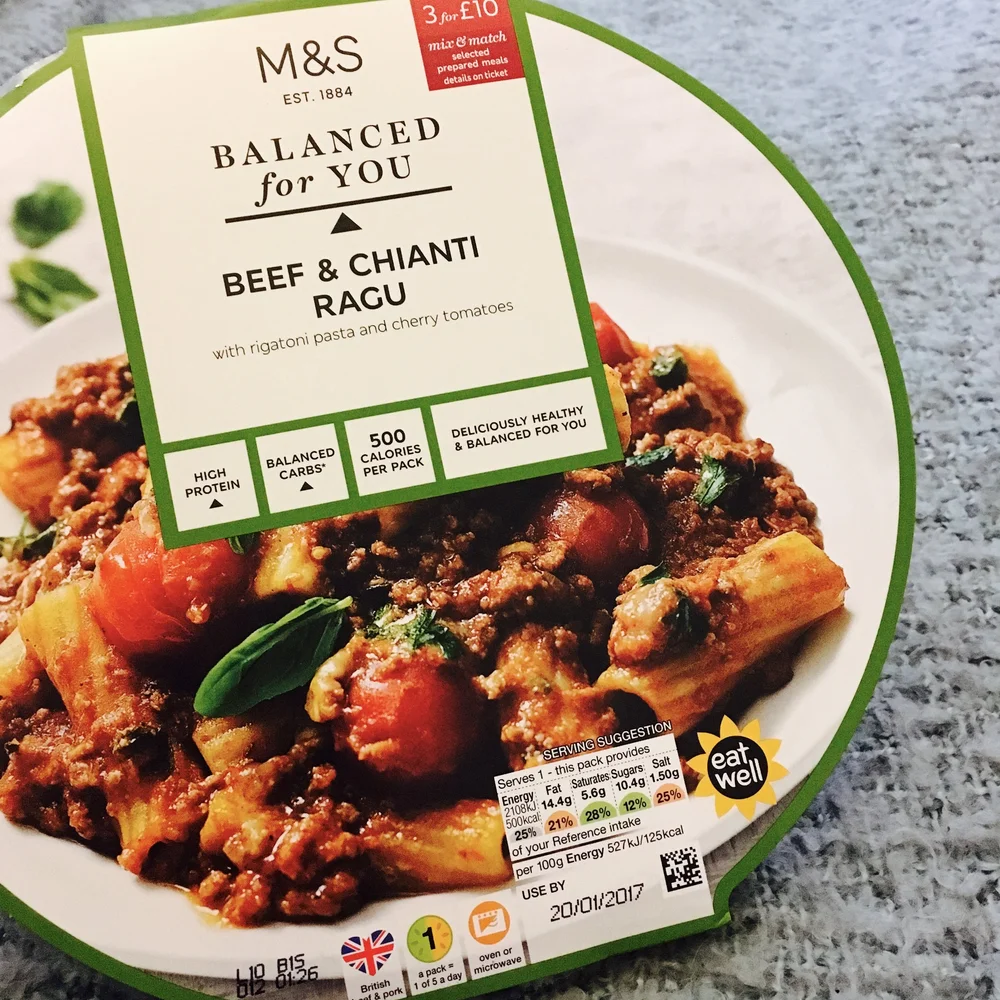 3 for £10
mix & match
selected
prepared meals
details on ticket
M&S
EST. 1884
BALANCED
for YOU
BEEF & CHIANTI
RAGU
with rigatoni pasta and cherry tomatoes
HIGH
PROTEIN
BALANCED
CARBS*
500
CALORIES
PER PACK
DELICIOUSLY HEALTHY
& BALANCED FOR YOU
SERVING SUGGESTION
Serves 1 - this pack provides
Energy
2108kJ
500kcal
25%
Fat
14.4g
21%
Saturates
5.6g
28%
Sugars
10.4g
12%
Salt
1.50g
25%
of your Reference intake
per 100g Energy 527kJ/125kcal
USE BY
20/01/2017
eat
well
L10 B15
012 01:26
British
& pork
1
a pack =
1 of 5 a day
oven or
microwave